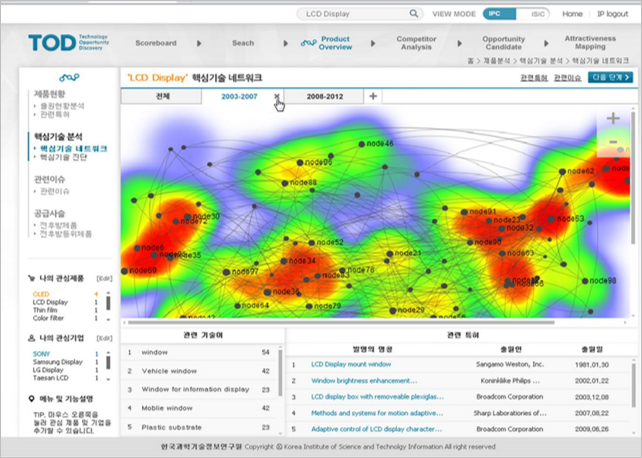 LCD Display
VIEW MODE
IPC
ISIC
Home
IP logout
TOD Technology Opportunity Discovery
Scoreboard
Seach
Product Overview
Competitor Analysis
Opportunity Candidate
Attractiveness Mapping
홈 > 제품분석 > 핵심기술 분석 > 핵심기술 네트워크
제품현황
출원현황분석
관련특허
핵심기술 분석
핵심기술 네트워크
핵심기술 진단
관련이슈
관련이슈
공급사슬
전후방제품
전후방등위제품
'LCD Display' 핵심기술 네트워크
관련특허
관련이슈
다음 단계 >
전체
2003-2007
2008-2012
+
+
node46
node96
node88
node62
node30
node72
node91
node23
node53
node32
node6
node69
node97
node52
node34
node21
node78
node98
node64
node79
node29
나의 관심제품 [Edit]
OLED 4
LCD Display 1
Thin film 1
Color filter 1
나의 관심기업 [Edit]
SONY 1
Samsung Display 1
LG Display 1
Taesan LCD 1
메뉴 및 기능설명
TIP, 마우스 오른쪽을
눌러 관심 제품 및 기업을
추가할 수 있습니다.
관련 기술어
1 window 54
2 Vehicle window 42
3 Window for information display 23
4 Moblie window 42
5 Plastic substrate 23
관련 특허
발명의 명칭 출원인 출원일
1 LCD Display mount window Sangamo Weston, Inc. 1981,01,30
2 Window brightness enhancement... Koninklike Philips ... 2002,01,22
3 LCD display box with removeable plexiglas... Broadcom Corporation 2003,12,08
4 Methods and systems for motion adaptive... Sharp Laboratories of... 2007,08,22
5 Adaptive control of LCD display character... Broadcom Corporation 2009,06,26
한국과학기술정보연구원 Copyright © Korea Institute of Science and Technolgy Information All right reserved